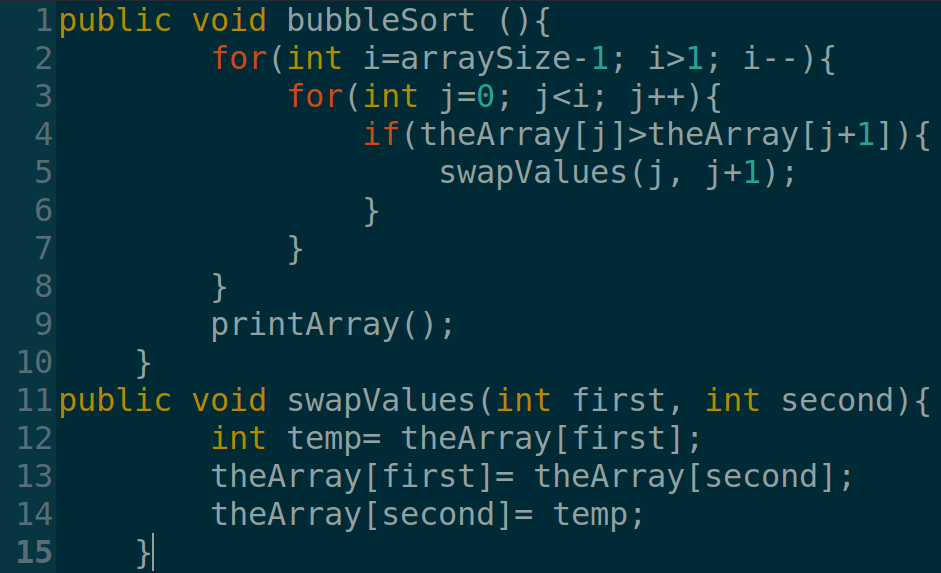 1 public void bubbleSort (){
2         for(int i=arraySize-1; i>1; i--){
3             for(int j=0; j<i; j++){
4                 if(theArray[j]>theArray[j+1]){
5                     swapValues(j, j+1);
6                 }
7             }
8         }
9         printArray();
10     }
11 public void swapValues(int first, int second){
12         int temp= theArray[first];
13         theArray[first]= theArray[second];
14         theArray[second]= temp;
15     }